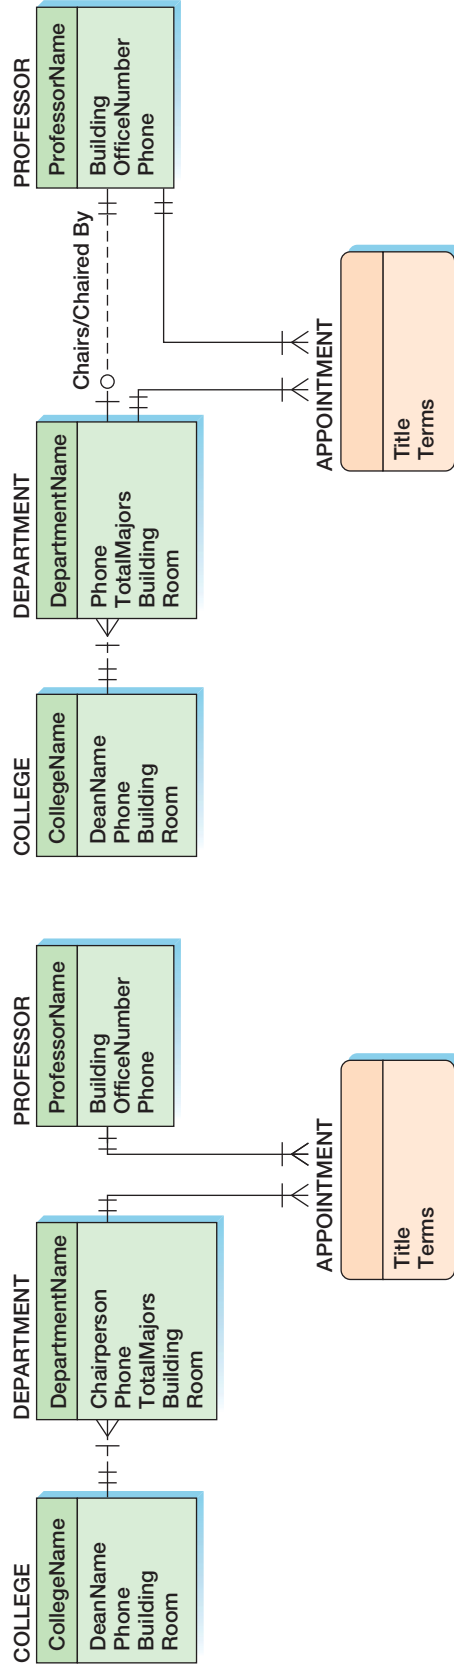 COLLEGE
CollegeName
DeanName
Phone
Building
Room
DEPARTMENT
DepartmentName
Chairperson
Phone
TotalMajors
Building
Room
PROFESSOR
ProfessorName
Building
OfficeNumber
Phone
APPOINTMENT
Title
Terms
COLLEGE
CollegeName
DeanName
Phone
Building
Room
DEPARTMENT
DepartmentName
Phone
TotalMajors
Building
Room
Chairs/Chaired By
PROFESSOR
ProfessorName
Building
OfficeNumber
Phone
APPOINTMENT
Title
Terms